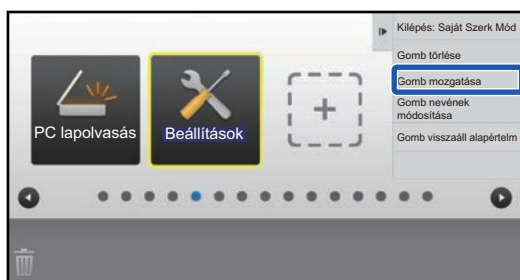 Kilépés: Saját Szerk Mód
Gomb törlése
Gomb mozgatása
Gomb nevének
módosítása
Gomb visszaáll alapértelm
PC lapolvasás
Beállítások